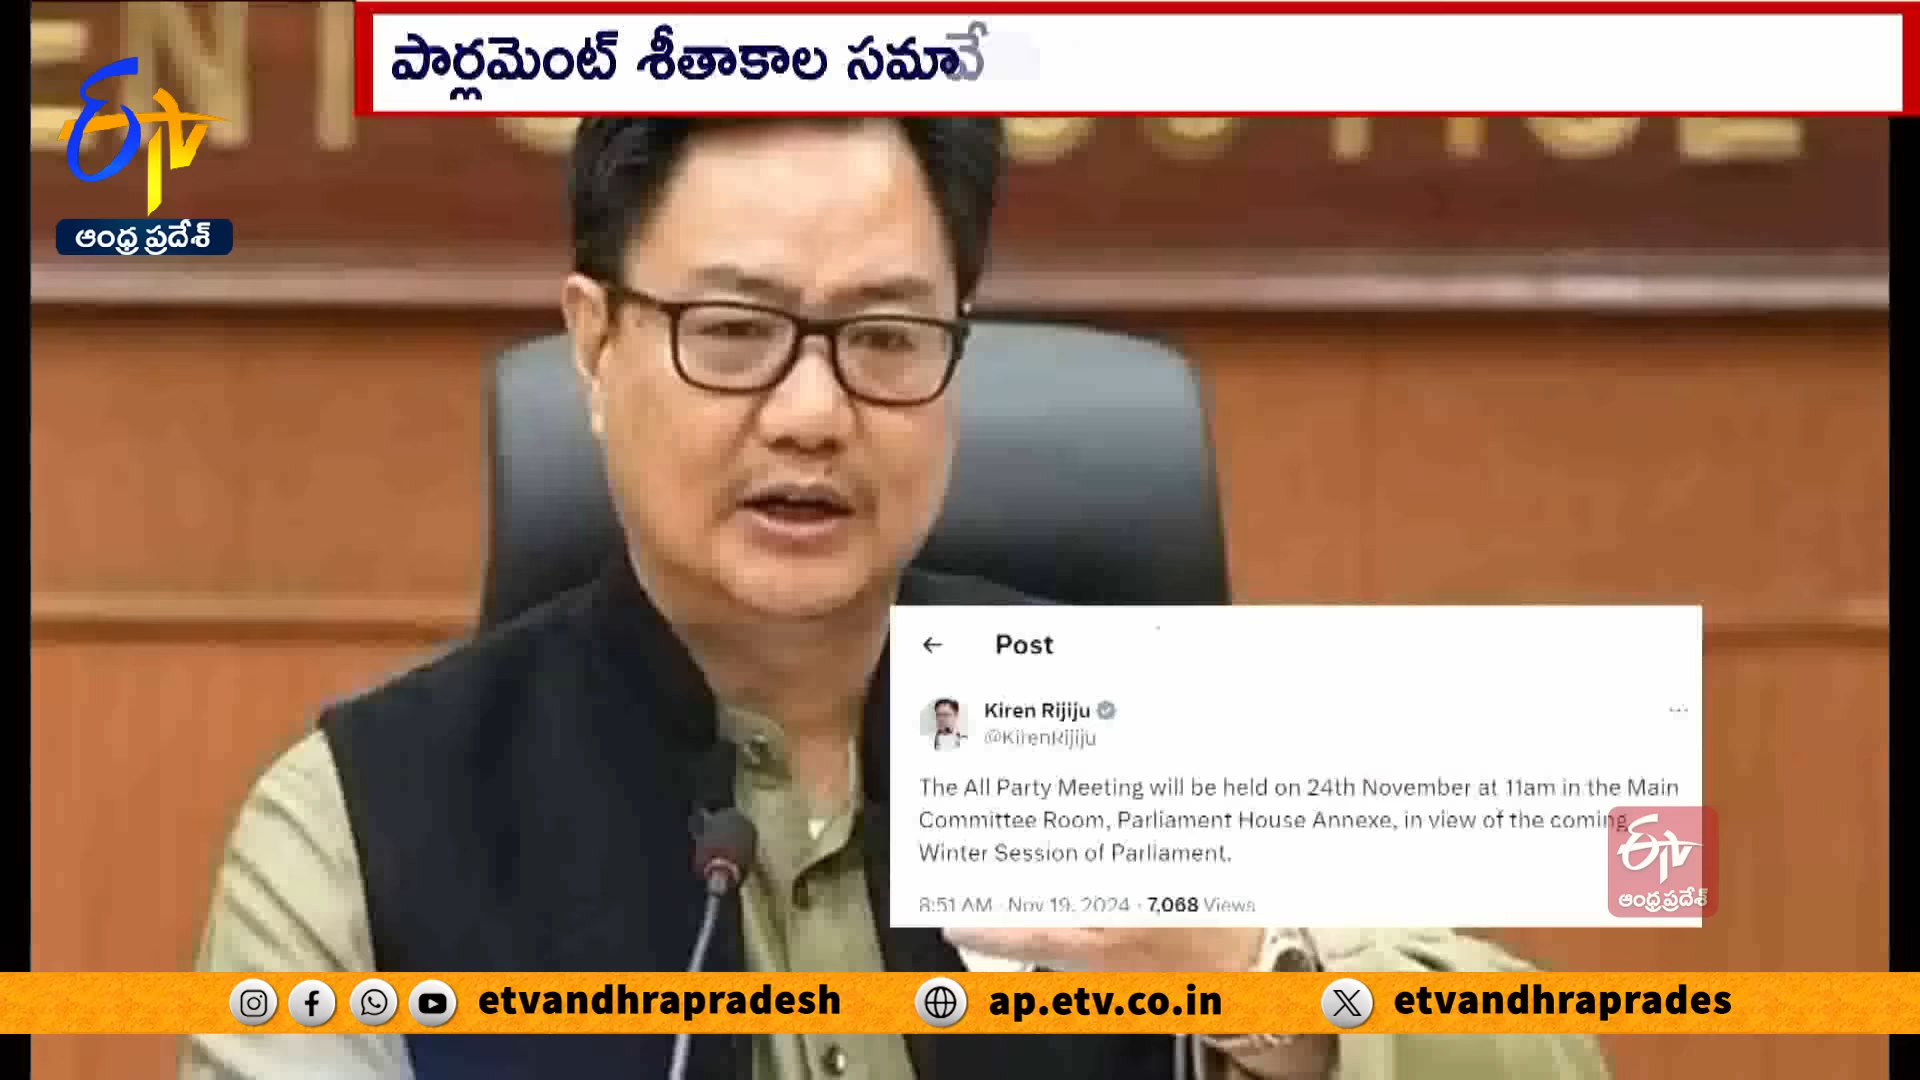 పార్లమెంట్ శీతాకాల సమావే
ETV
ఆంధ్ర ప్రదేశ్
Post
Kiren Rijiju
@KirenRijiju
The All Party Meeting will be held on 24th November at 11am in the Main
Committee Room, Parliament House Annexe, in view of the coming
Winter Session of Parliament.
8:51 AM · Nov 19, 2024 · 7,068 Views
ఆంధ్రప్రదేశ్
etvandhrapradesh
ap.etv.co.in
etvandhraprades